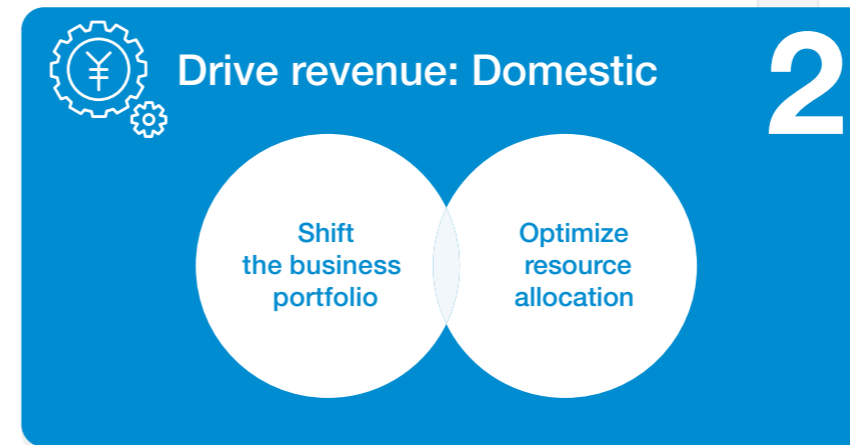 ¥
Drive revenue: Domestic
2
Shift
the business
portfolio
Optimize
resource
allocation